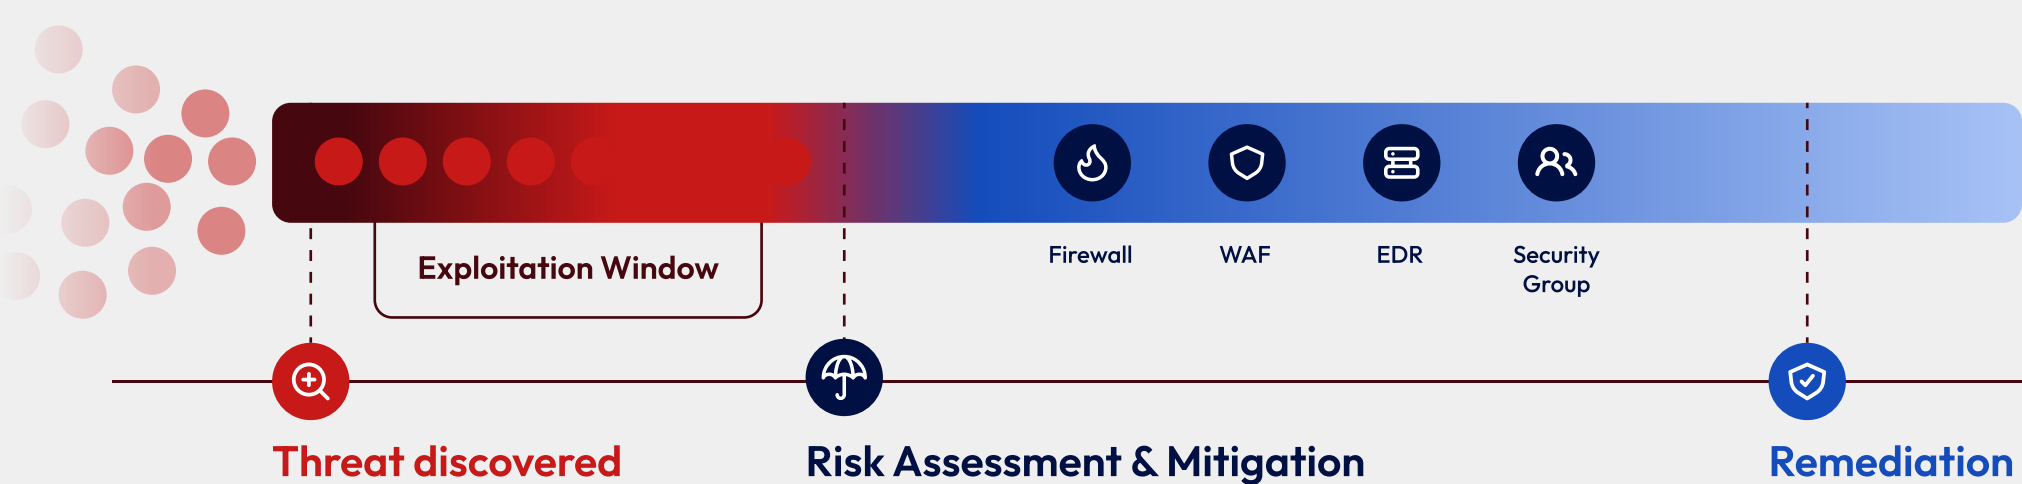 Exploitation Window
Firewall
WAF
EDR
Security
Group
Threat discovered
Risk Assessment & Mitigation
Remediation